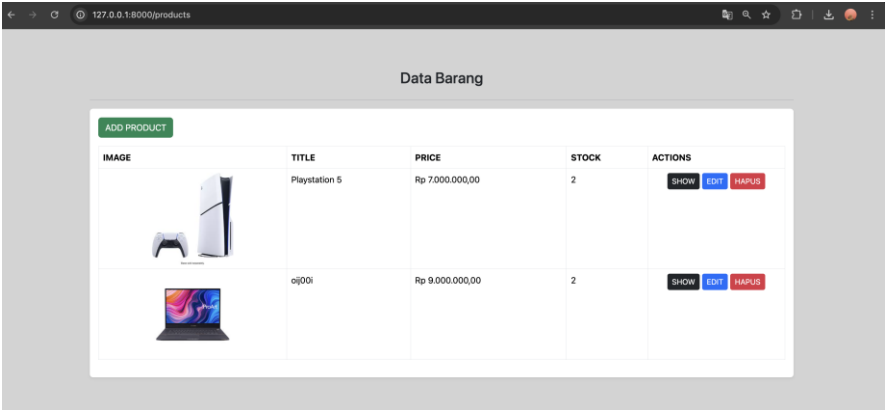 127.0.0.1:8000/products
Data Barang
ADD PRODUCT
IMAGE TITLE PRICE STOCK ACTIONS
Playstation 5 Rp 7.000.000,00 2 SHOW EDIT HAPUS
oij00i Rp 9.000.000,00 2 SHOW EDIT HAPUS